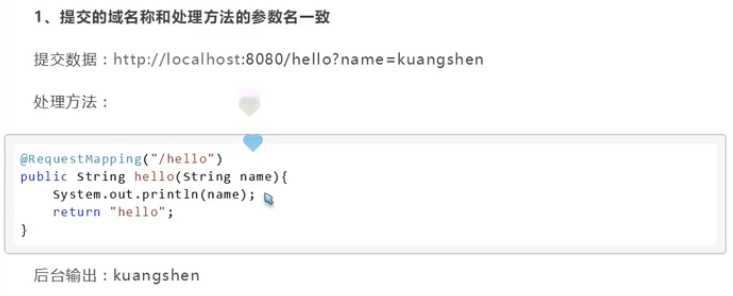 1、提交的域名称和处理方法的参数名一致
提交数据：http://localhost:8080/hello?name=kuangshen
处理方法：
@RequestMapping("/hello")
public String hello(String name){
    System.out.println(name);
    return "hello";
}
后台输出：kuangshen